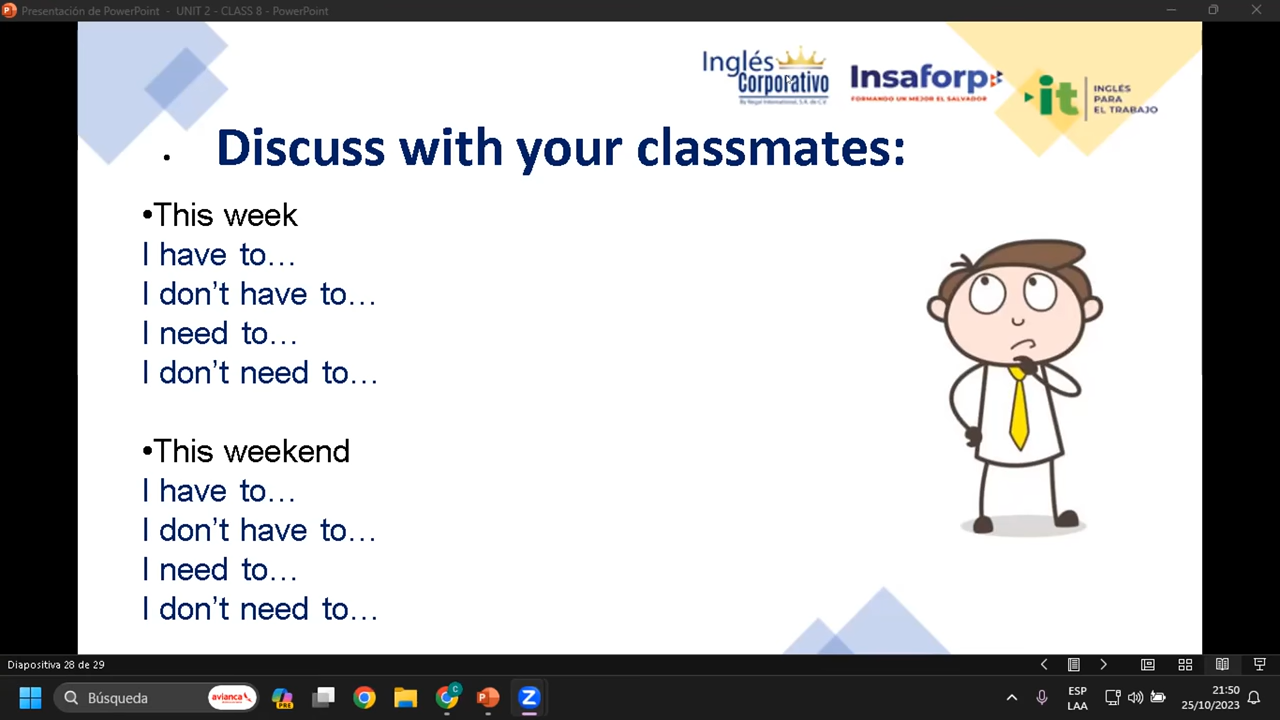 Presentación de PowerPoint - UNIT 2 - CLASS 8 - PowerPoint
Inglés
Corporativo
By Regal International, S.A. de C.V.
Insaforp
FORMANDO UN MEJOR EL SALVADOR
it
INGLÉS
PARA
EL TRABAJO
• Discuss with your classmates:
•This week
I have to…
I don’t have to…
I need to…
I don’t need to…
•This weekend
I have to…
I don’t have to…
I need to…
I don’t need to…
Diapositiva 28 de 29
Búsqueda
avianca
PRE
C
Z
ESP
LAA
21:50
25/10/2023